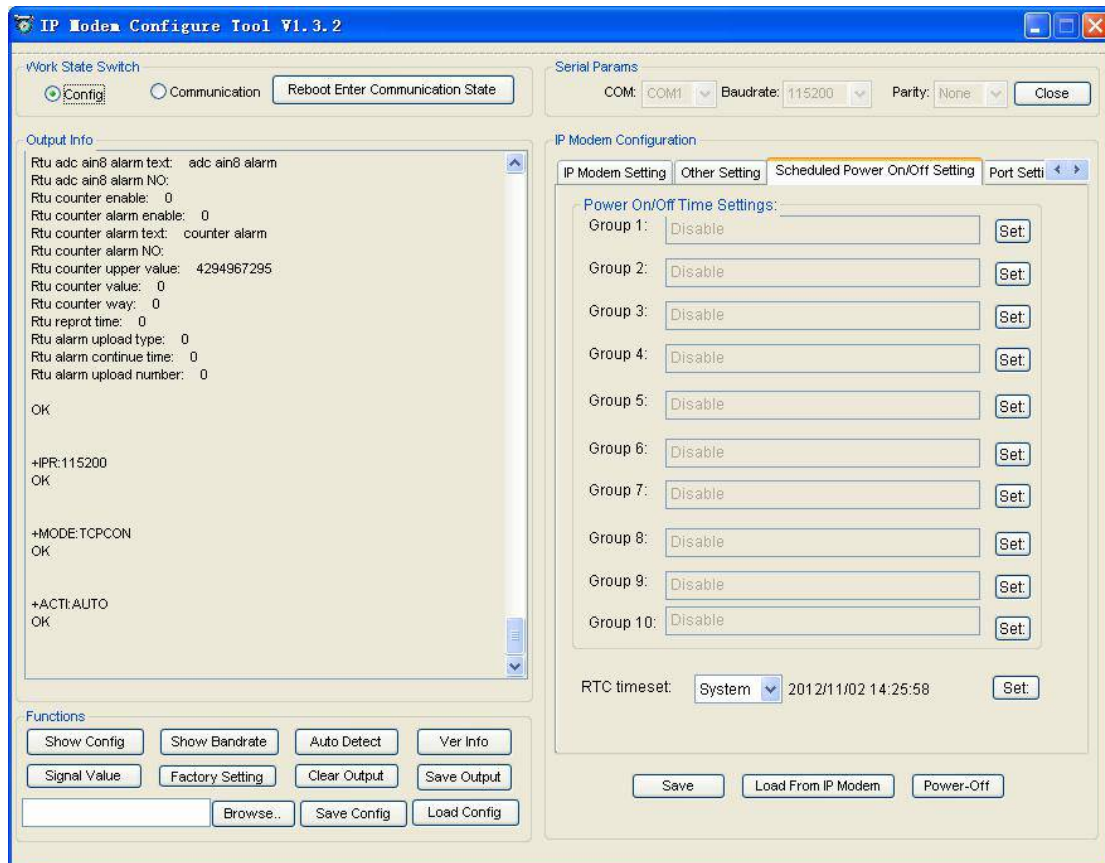 IP Modem Configure Tool V1.3.2
Work State Switch
Config
Communication
Reboot Enter Communication State
Serial Params
COM: COM1
Baudrate: 115200
Parity: None
Close
Output Info
Rtu adc ain8 alarm text: adc ain8 alarm
Rtu adc ain8 alarm NO:
Rtu counter enable: 0
Rtu counter alarm enable: 0
Rtu counter alarm text: counter alarm
Rtu counter alarm NO:
Rtu counter upper value: 4294967295
Rtu counter value: 0
Rtu counter way: 0
Rtu reprot time: 0
Rtu alarm upload type: 0
Rtu alarm continue time: 0
Rtu alarm upload number: 0
OK
+IPR:115200
OK
+MODE:TCPCON
OK
+ACTI:AUTO
OK
Functions
Show Config
Show Bandrate
Auto Detect
Ver Info
Signal Value
Factory Setting
Clear Output
Save Output
Browse..
Save Config
Load Config
IP Modem Configuration
IP Modem Setting
Other Setting
Scheduled Power On/Off Setting
Port Setti
Power On/Off Time Settings:
Group 1: Disable Set:
Group 2: Disable Set:
Group 3: Disable Set:
Group 4: Disable Set:
Group 5: Disable Set:
Group 6: Disable Set:
Group 7: Disable Set:
Group 8: Disable Set:
Group 9: Disable Set:
Group 10: Disable Set:
RTC timeset: System 2012/11/02 14:25:58 Set:
Save
Load From IP Modem
Power-Off